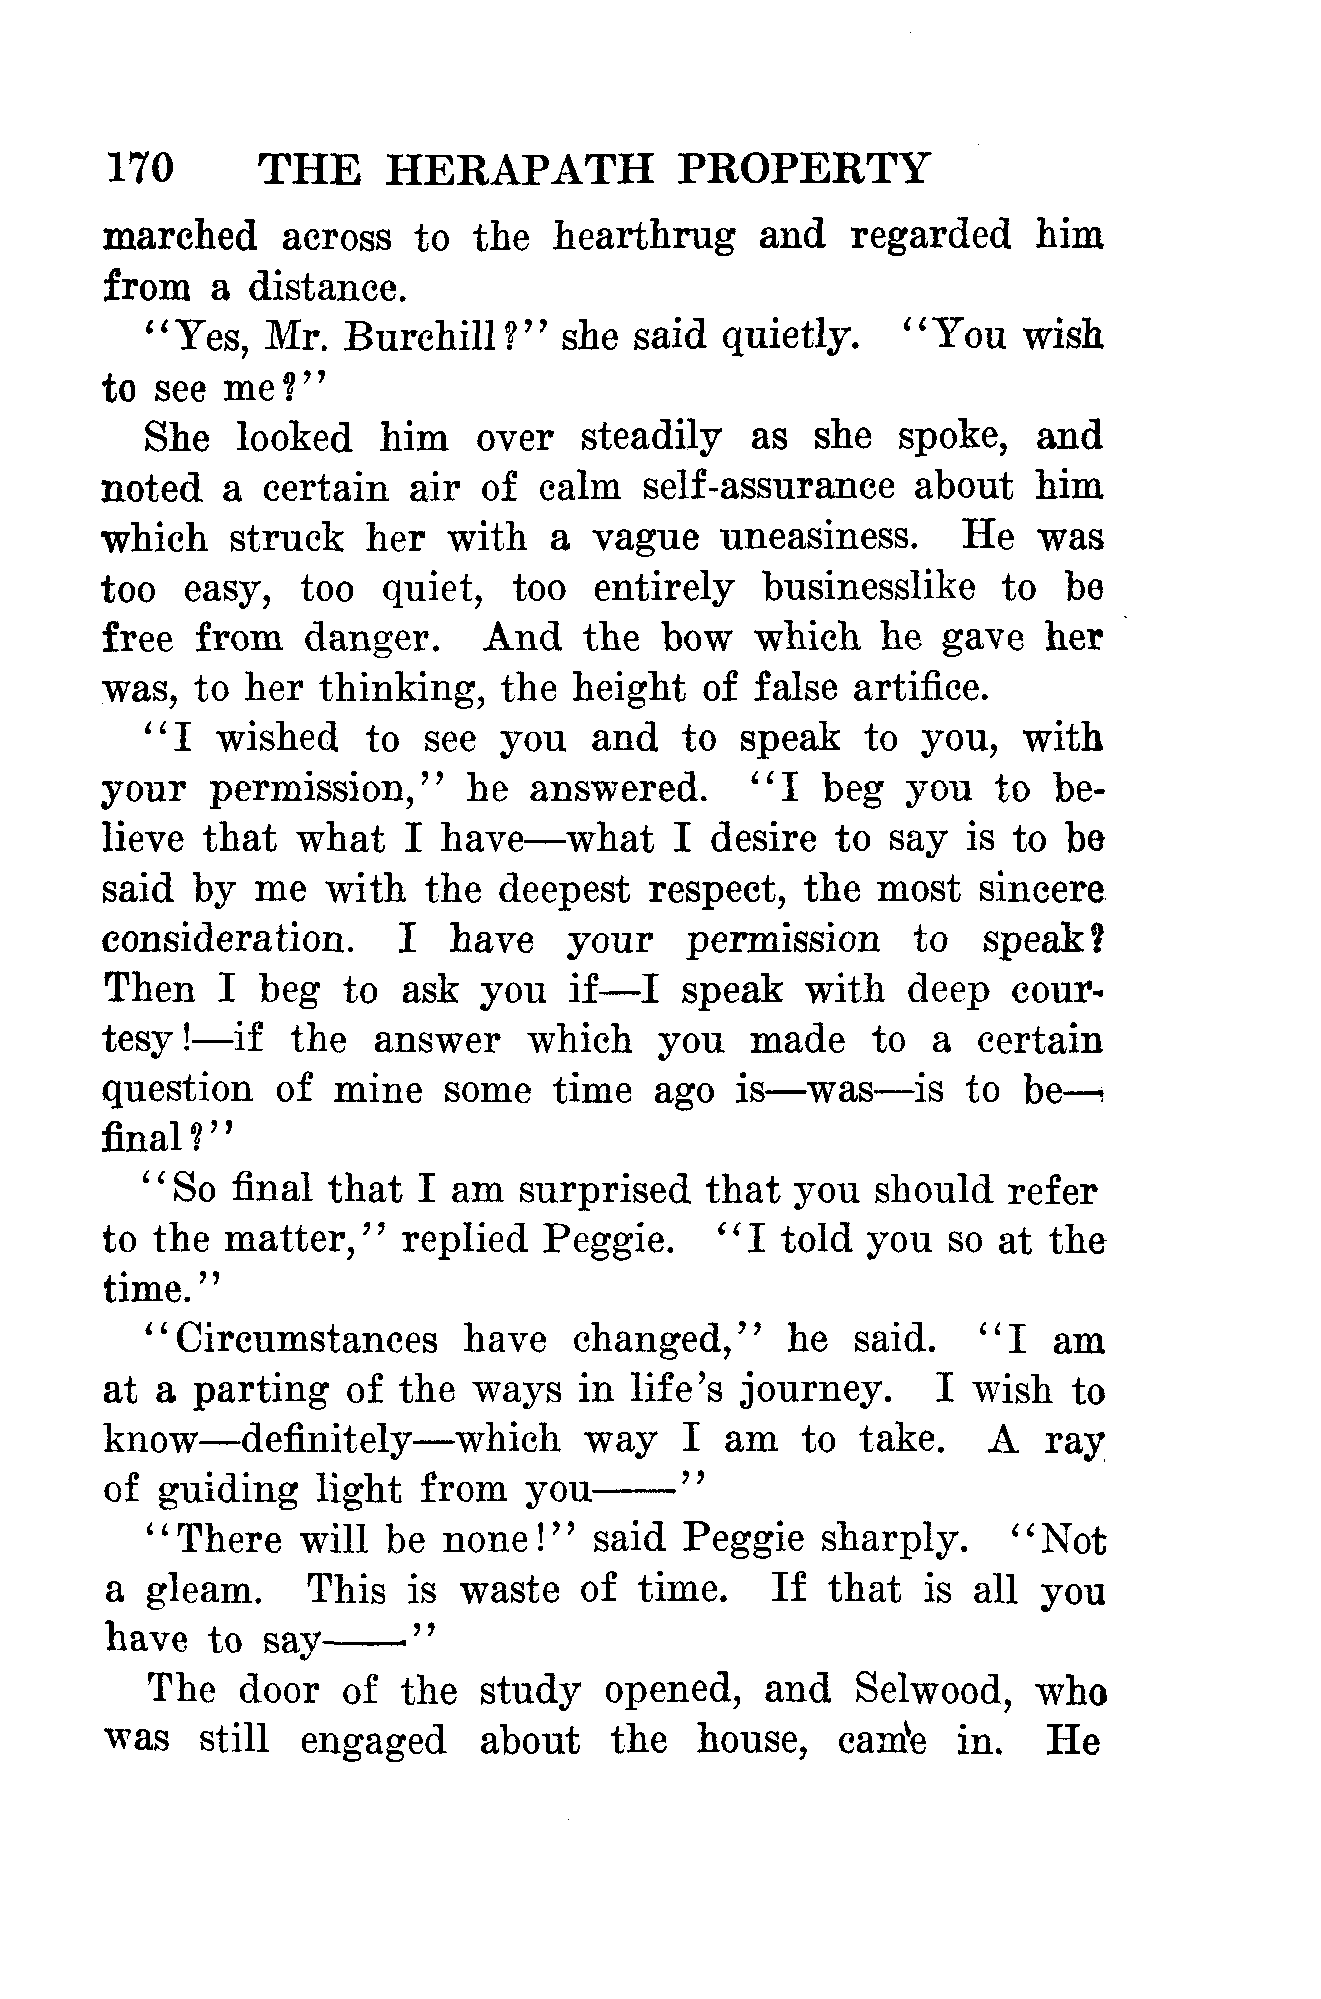 170 THE HERAPATH PROPERTY
marched across to the hearthrug and regarded him
from a distance.
"Yes, Mr. Burchill?" she said quietly. "You wish
to see me?"
She looked him over steadily as she spoke, and
noted a certain air of calm self-assurance about him
which struck her with a vague uneasiness. He was
too easy, too quiet, too entirely businesslike to be
free from danger. And the bow which he gave her
was, to her thinking, the height of false artifice.
"I wished to see you and to speak to you, with
your permission," he answered. "I beg you to be-
lieve that what I have—what I desire to say is to be
said by me with the deepest respect, the most sincere
consideration. I have your permission to speak?
Then I beg to ask you if—I speak with deep cour-
tesy!—if the answer which you made to a certain
question of mine some time ago is—was—is to be—
final?"
"So final that I am surprised that you should refer
to the matter," replied Peggie. "I told you so at the
time."
"Circumstances have changed," he said. "I am
at a parting of the ways in life's journey. I wish to
know—definitely—which way I am to take. A ray
of guiding light from you——"
"There will be none!" said Peggie sharply. "Not
a gleam. This is waste of time. If that is all you
have to say——"
The door of the study opened, and Selwood, who
was still engaged about the house, came in. He